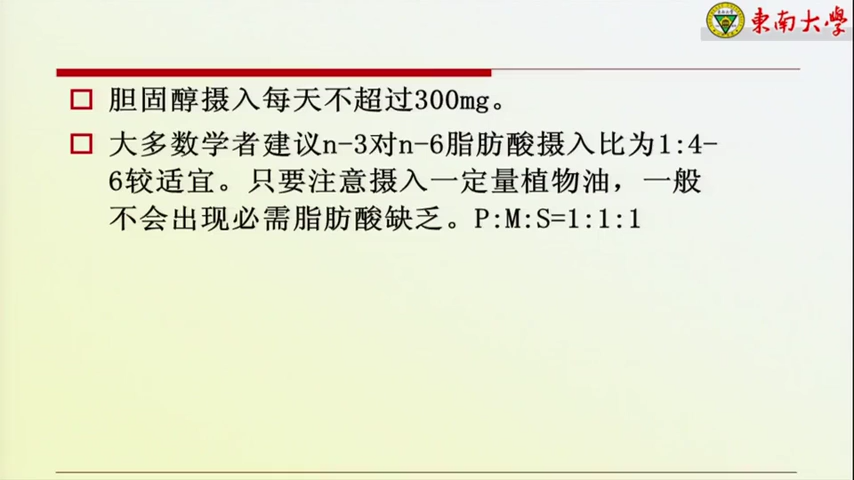 東南大學
胆固醇摄入每天不超过300mg。
大多数学者建议n-3对n-6脂肪酸摄入比为1:4-
6较适宜。只要注意摄入一定量植物油，一般
不会出现必需脂肪酸缺乏。P:M:S=1:1:1